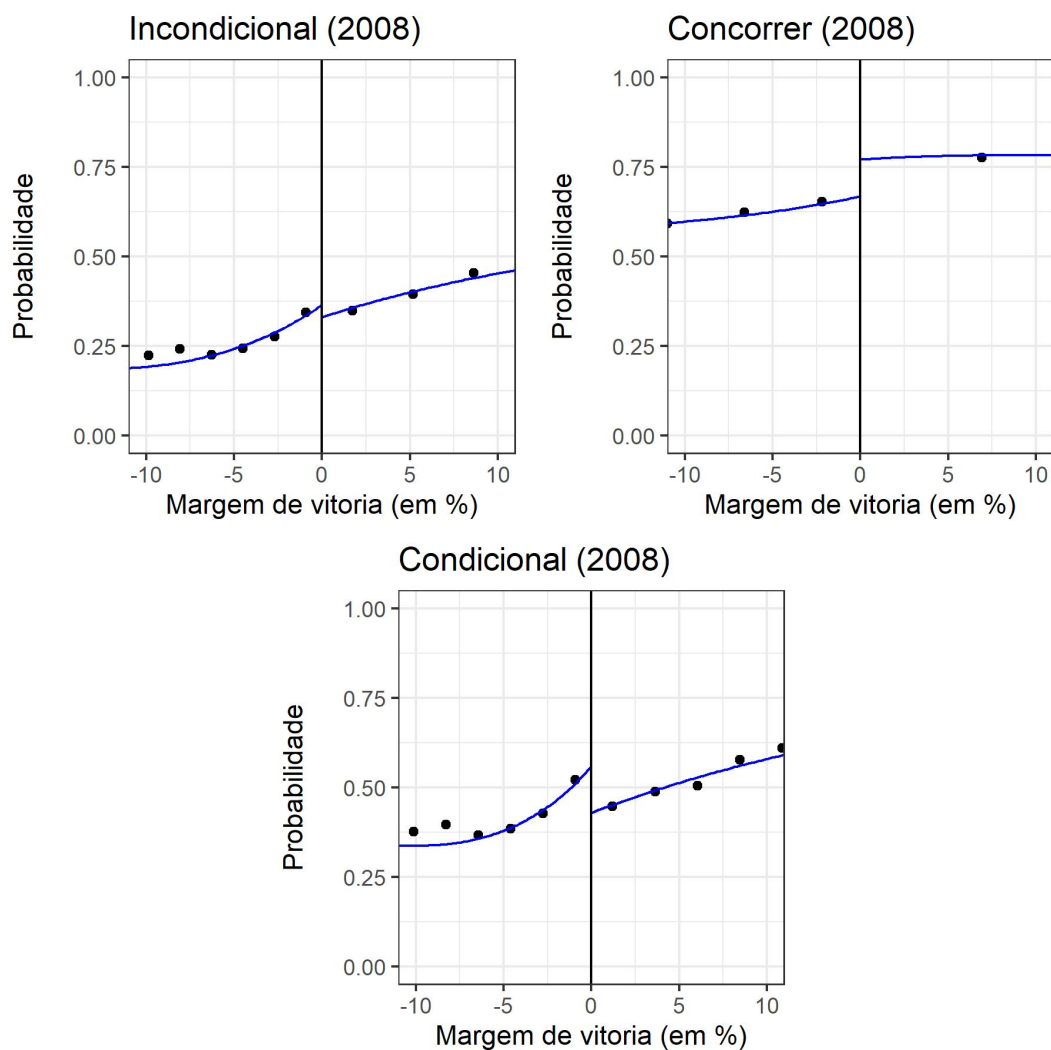 Incondicional (2008)
1.00
0.75
0.50
0.25
0.00
-10 -5 0 5 10
Margem de vitoria (em %)
Probabilidade
Concorrer (2008)
1.00
0.75
0.50
0.25
0.00
-10 -5 0 5 10
Margem de vitoria (em %)
Probabilidade
Condicional (2008)
1.00
0.75
0.50
0.25
0.00
-10 -5 0 5 10
Margem de vitoria (em %)
Probabilidade